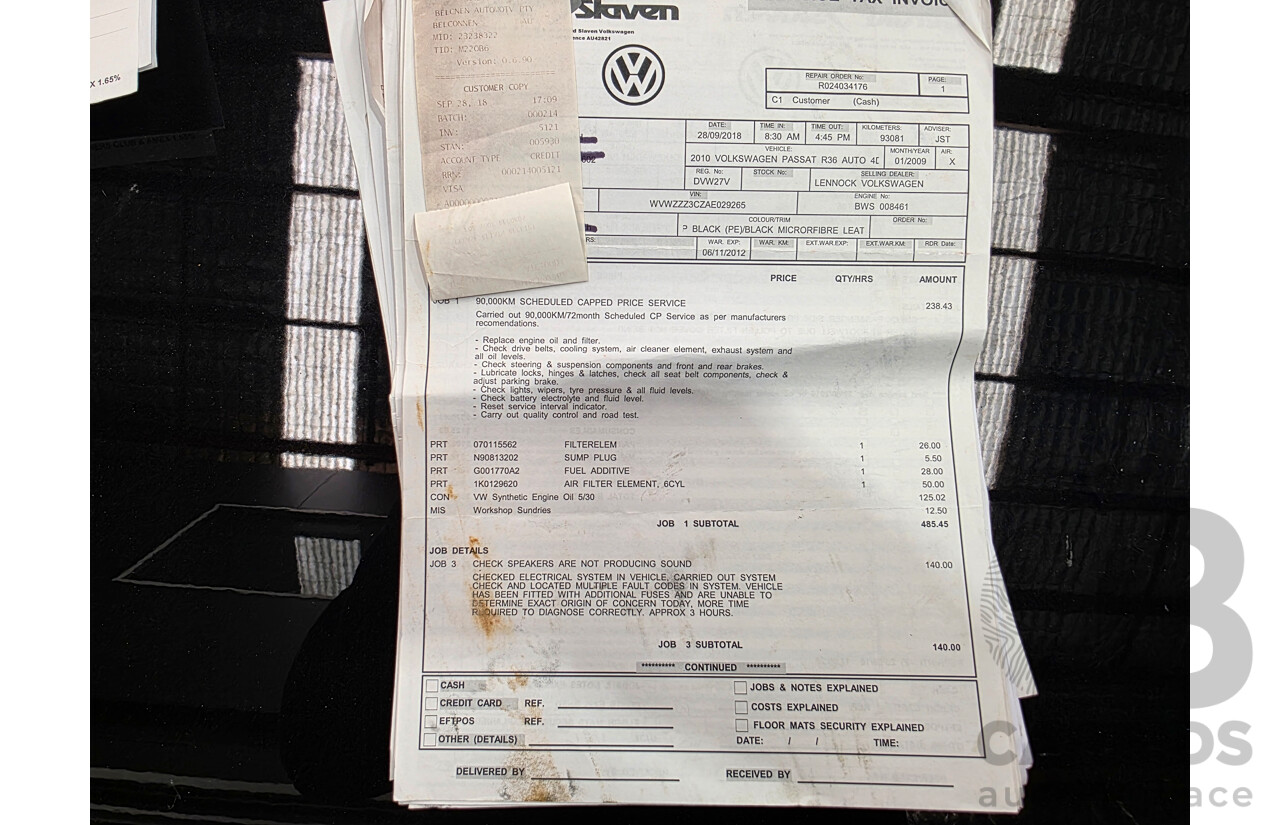 X 1.65%
BELCNEN AUTOMOTV PTY
BELCONNEN AU
MID: 23238322
TID: M220B6
Version: 0.6.90
CUSTOMER COPY
SEP 28, 18 17:09
BATCH: 000214
INV: 5121
STAN: 005930
ACCOUNT TYPE CREDIT
RRN: 000214005121
VISA
Slaven
d Slaven Volkswagen
ence AU42821
TAX INVOIC
REPAIR ORDER No: R024034176
PAGE: 1
C1 Customer (Cash)
DATE: 28/09/2018
TIME IN: 8:30 AM
TIME OUT: 4:45 PM
KILOMETERS: 93081
ADVISER: JST
VEHICLE: 2010 VOLKSWAGEN PASSAT R36 AUTO 4D
MONTH/YEAR 01/2009
AIR: X
REG. No: DVW27V
STOCK No:
SELLING DEALER: LENNOCK VOLKSWAGEN
VIN: WVWZZZ3CZAE029265
ENGINE No: BWS 008461
COLOUR/TRIM P BLACK (PE)/BLACK MICRORFIBRE LEAT
ORDER No:
RS:
WAR. EXP: 06/11/2012
WAR. KM:
EXT.WAR.EXP:
EXT.WAR.KM:
RDR Date:
PRICE QTY/HRS AMOUNT
JOB 1 90,000KM SCHEDULED CAPPED PRICE SERVICE 238.43
Carried out 90,000KM/72month Scheduled CP Service as per manufacturers
recomendations.
- Replace engine oil and filter.
- Check drive belts, cooling system, air cleaner element, exhaust system and
all oil levels.
- Check steering & suspension components and front and rear brakes.
- Lubricate locks, hinges & latches, check all seat belt components, check &
adjust parking brake.
- Check lights, wipers, tyre pressure & all fluid levels.
- Check battery electrolyte and fluid level.
- Reset service interval indicator.
- Carry out quality control and road test.
PRT 070115562 FILTERELEM 1 26.00
PRT N90813202 SUMP PLUG 1 5.50
PRT G001770A2 FUEL ADDITIVE 1 28.00
PRT 1K0129620 AIR FILTER ELEMENT, .6CYL 1 50.00
CON VW Synthetic Engine Oil 5/30 125.02
MIS Workshop Sundries 12.50
JOB 1 SUBTOTAL 485.45
JOB DETAILS
JOB 3 CHECK SPEAKERS ARE NOT PRODUCING SOUND 140.00
CHECKED ELECTRICAL SYSTEM IN VEHICLE, CARRIED OUT SYSTEM
CHECK AND LOCATED MULTIPLE FAULT CODES IN SYSTEM. VEHICLE
HAS BEEN FITTED WITH ADDITIONAL FUSES AND ARE UNABLE TO
DETERMINE EXACT ORIGIN OF CONCERN TODAY, MORE TIME
REQUIRED TO DIAGNOSE CORRECTLY. APPROX 3 HOURS.
JOB 3 SUBTOTAL 140.00
********** CONTINUED **********
CASH
CREDIT CARD REF.
EFTPOS REF.
OTHER (DETAILS)
JOBS & NOTES EXPLAINED
COSTS EXPLAINED
FLOOR MATS SECURITY EXPLAINED
DATE: / / TIME:
DELIVERED BY
RECEIVED BY